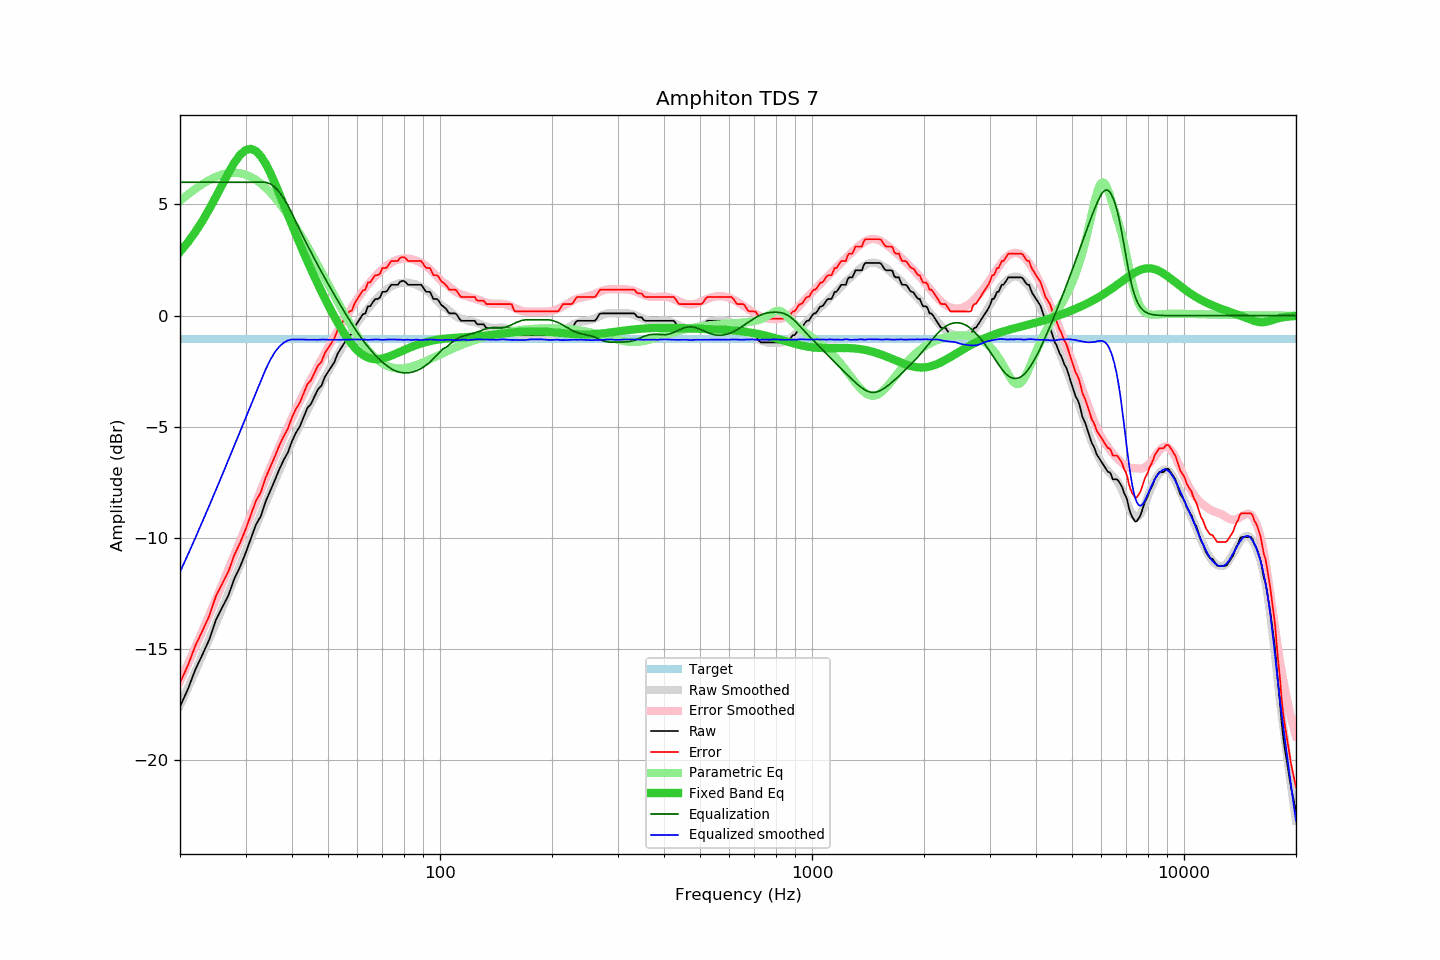 Amphiton TDS 7
Amplitude (dBr)
5
0
−5
−10
−15
−20
Target
Raw Smoothed
Error Smoothed
Raw
Error
Parametric Eq
Fixed Band Eq
Equalization
Equalized smoothed
100
1000
10000
Frequency (Hz)